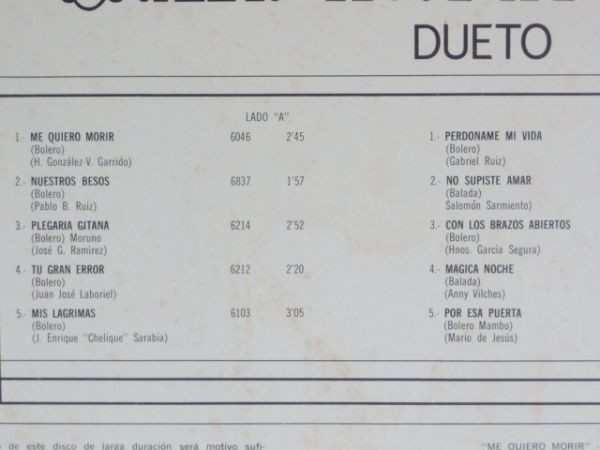 DUETO
LADO "A"
1.- ME QUIERO MORIR 6046 2'45
(Bolero)
(H. González-V. Garrido)
2.- NUESTROS BESOS 6837 1'57
(Bolero)
(Pablo B. Ruiz)
3.- PLEGARIA GITANA 6214 2'52
(Bolero) Moruno
(José G. Ramírez)
4.- TU GRAN ERROR 6212 2'20
(Bolero)
(Juan José Laboriel)
5.- MIS LAGRIMAS 6103 3'05
(Bolero)
(J. Enrique "Chelique" Sarabia)
1.- PERDONAME MI VIDA
(Bolero)
(Gabriel Ruiz)
2.- NO SUPISTE AMAR
(Balada)
Salomón Sarmiento)
3.- CON LOS BRAZOS ABIERTOS
(Bolero)
(Hnos. García Segura)
4.- MAGICA NOCHE
(Balada)
(Anny Vilches)
5.- POR ESA PUERTA
(Bolero Mambo)
(Mario de Jesús)
de este disco de larga duración será motivo sufi-
"ME QUIERO MORIR" -